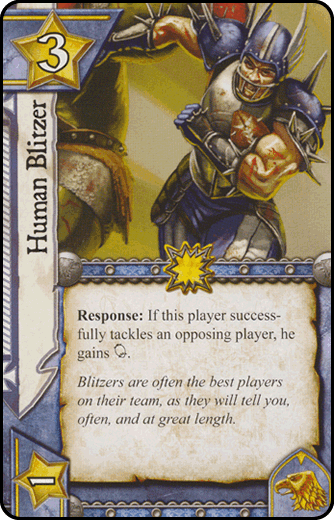 3
Human Blitzer
Response: If this player success-
fully tackles an opposing player, he
gains .
Blitzers are often the best players
on their team, as they will tell you,
often, and at great length.
1